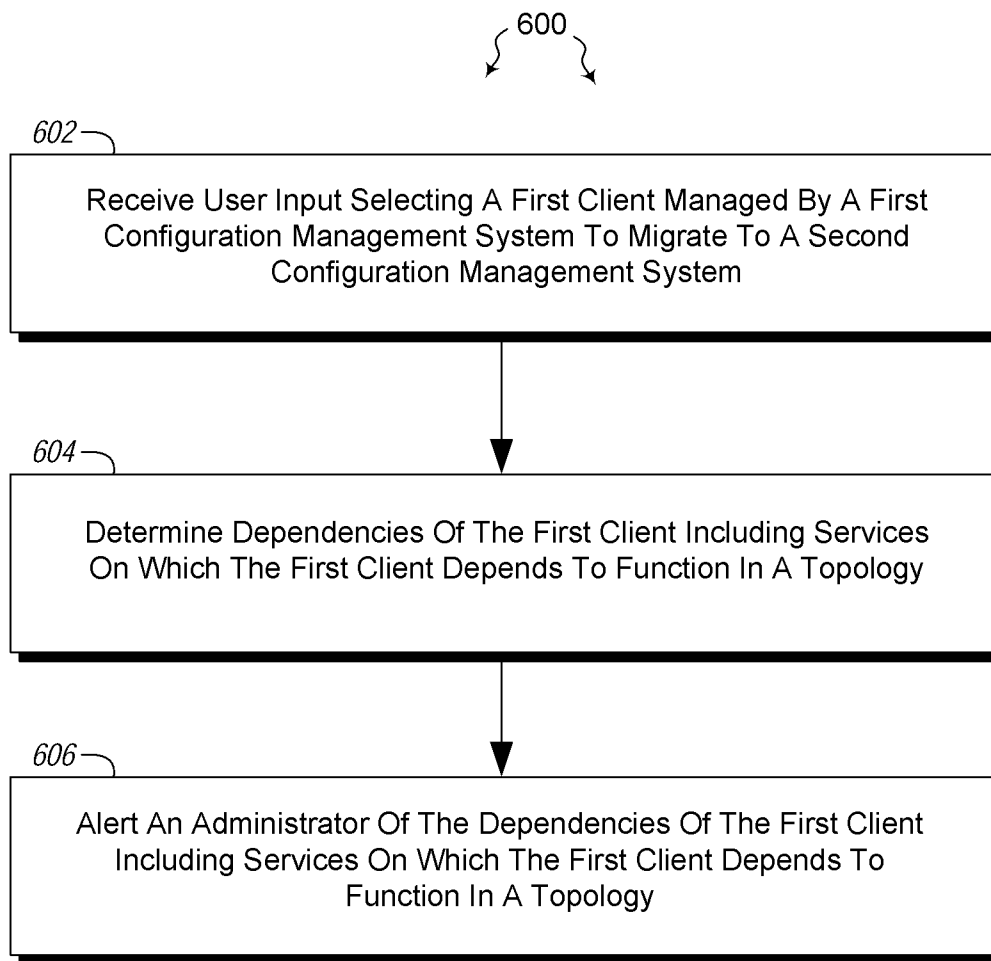 600
602
Receive User Input Selecting A First Client Managed By A First
Configuration Management System To Migrate To A Second
Configuration Management System
604
Determine Dependencies Of The First Client Including Services
On Which The First Client Depends To Function In A Topology
606
Alert An Administrator Of The Dependencies Of The First Client
Including Services On Which The First Client Depends To
Function In A Topology